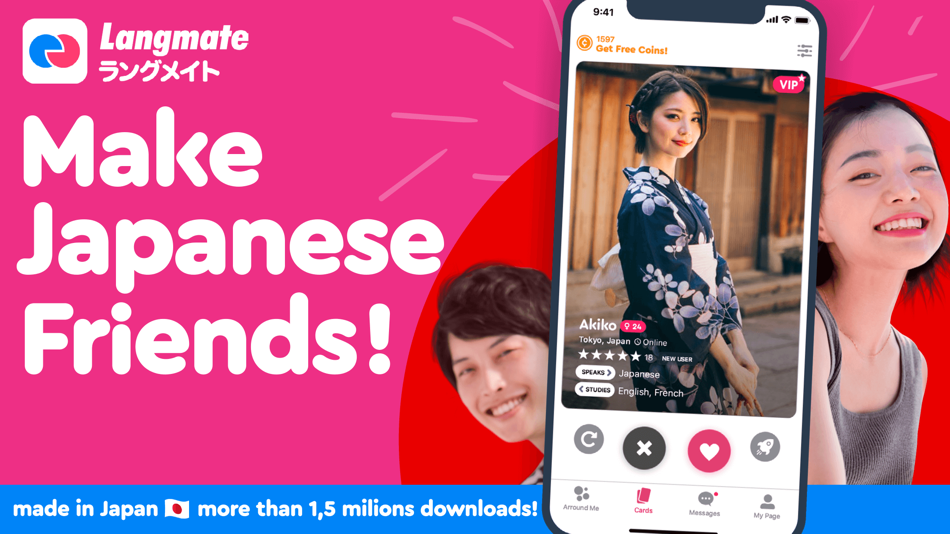 Langmate
ラングメイト
Make
Japanese
Friends!
made in Japan 🇯🇵 more than 1,5 milions downloads!
9:41
1597
Get Free Coins!
VIP
Akiko 24
Tokyo, Japan Online
18 NEW USER
SPEAKS Japanese
STUDIES English, French
Arround Me
Cards
Messages
My Page